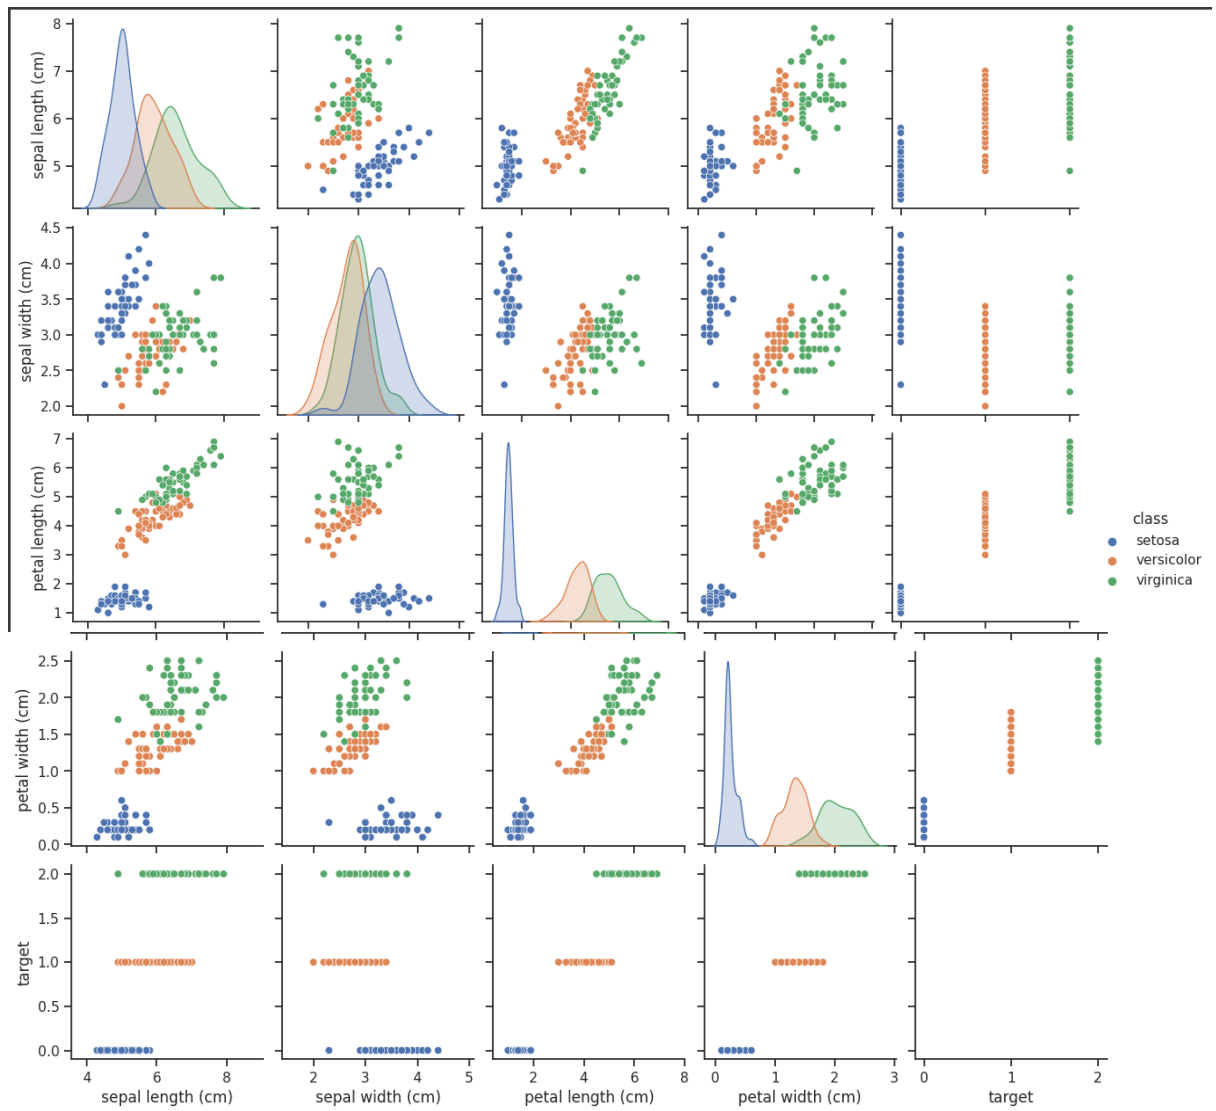 8
7
6
5
sepal length (cm)
4.5
4.0
3.5
3.0
2.5
2.0
sepal width (cm)
7
6
5
4
3
2
1
petal length (cm)
class
setosa
versicolor
virginica
2.5
2.0
1.5
1.0
0.5
0.0
petal width (cm)
2.0
1.5
1.0
0.5
0.0
target
4 6 8 2 3 4 5 2 4 6 8 0 1 2 3 0 1 2
sepal length (cm) sepal width (cm) petal length (cm) petal width (cm) target